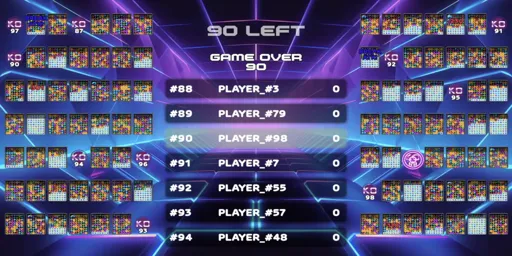 90 LEFT
GAME OVER
90
#88 PLAYER_#3 0
#89 PLAYER_#79 0
#90 PLAYER_#98 0
#91 PLAYER_#7 0
#92 PLAYER_#55 0
#93 PLAYER_#57 0
#94 PLAYER_#48 0
KO 97
KO 87
KO 90
KO 94
KO 96
KO 93
KO 91
KO 92
KO 95
KO 98